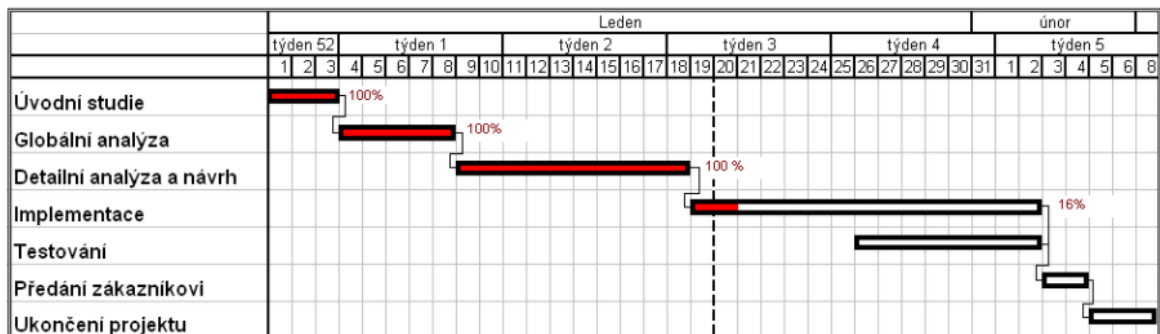 Leden únor
týden 52 týden 1 týden 2 týden 3 týden 4 týden 5
1 2 3 4 5 6 7 8 9 10 11 12 13 14 15 16 17 18 19 20 21 22 23 24 25 26 27 28 29 30 31 1 2 3 4 5 6 8
Úvodní studie 100%
Globální analýza 100%
Detailní analýza a návrh 100 %
Implementace 16%
Testování
Předání zákazníkovi
Ukončení projektu